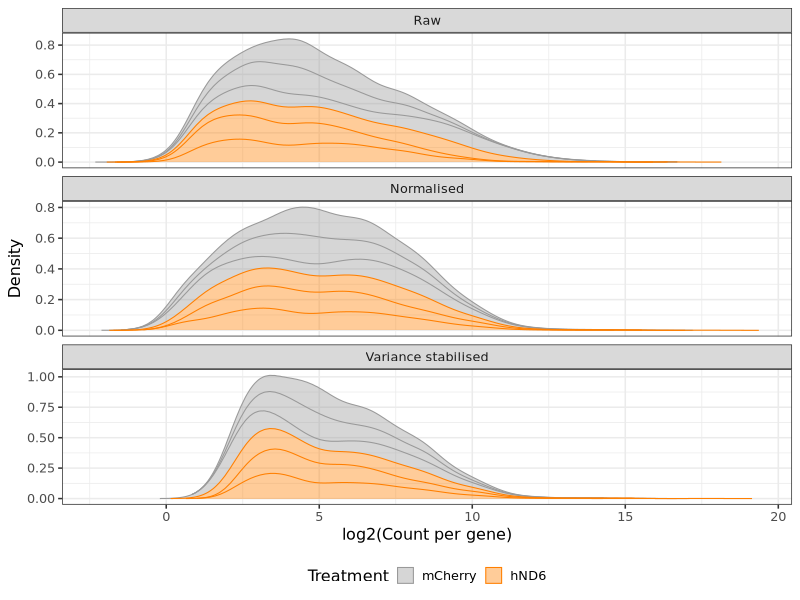 Raw
0.8
0.6
0.4
0.2
0.0
Normalised
0.8
0.6
0.4
0.2
0.0
Density
Variance stabilised
1.00
0.75
0.50
0.25
0.00
0 5 10 15 20
log2(Count per gene)
Treatment mCherry hND6